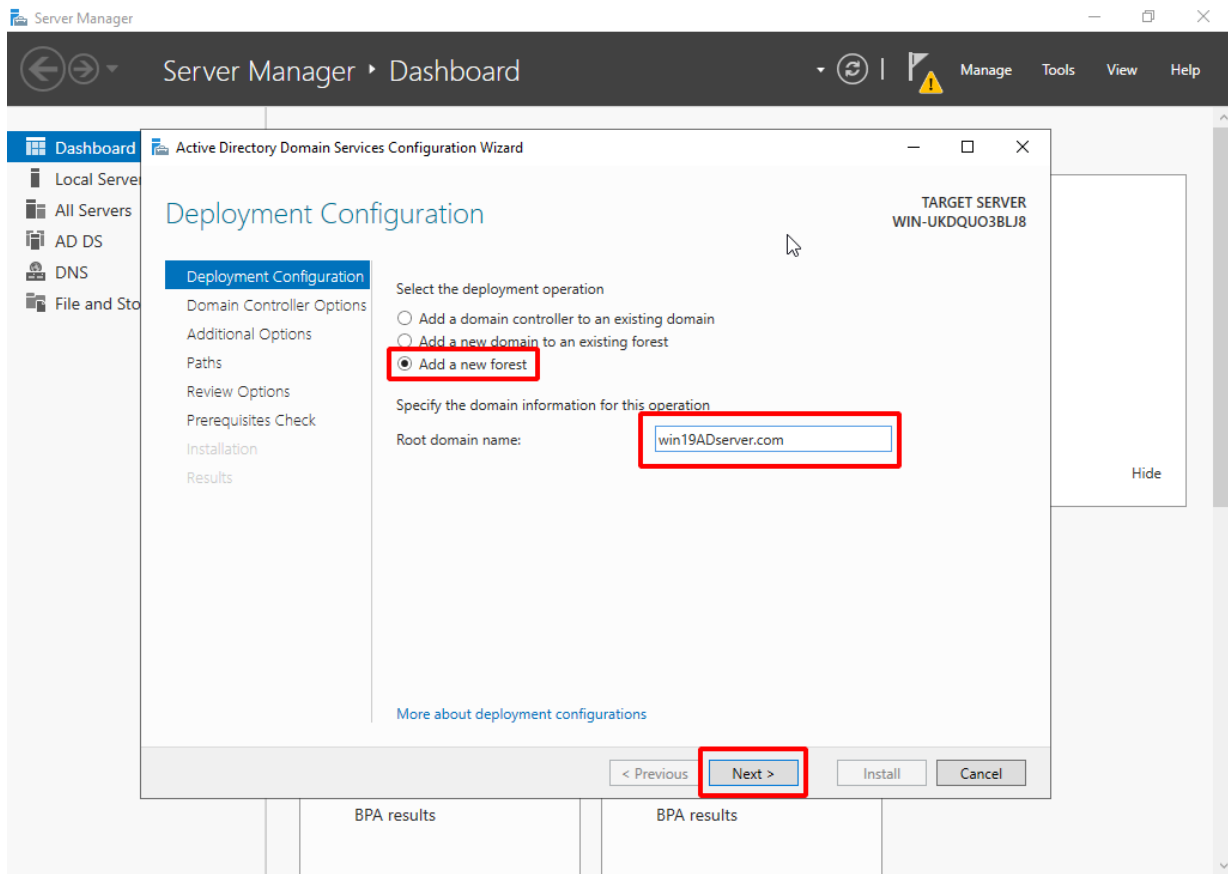 Server Manager
Server Manager • Dashboard
Manage Tools View Help
Dashboard
Local Server
All Servers
AD DS
DNS
File and Sto
Active Directory Domain Services Configuration Wizard
Deployment Configuration
TARGET SERVER
WIN-UKDQUO3BLJ8
Deployment Configuration
Domain Controller Options
Additional Options
Paths
Review Options
Prerequisites Check
Installation
Results
Select the deployment operation
Add a domain controller to an existing domain
Add a new domain to an existing forest
Add a new forest
Specify the domain information for this operation
Root domain name: win19ADserver.com
More about deployment configurations
< Previous Next > Install Cancel
Hide
BPA results BPA results